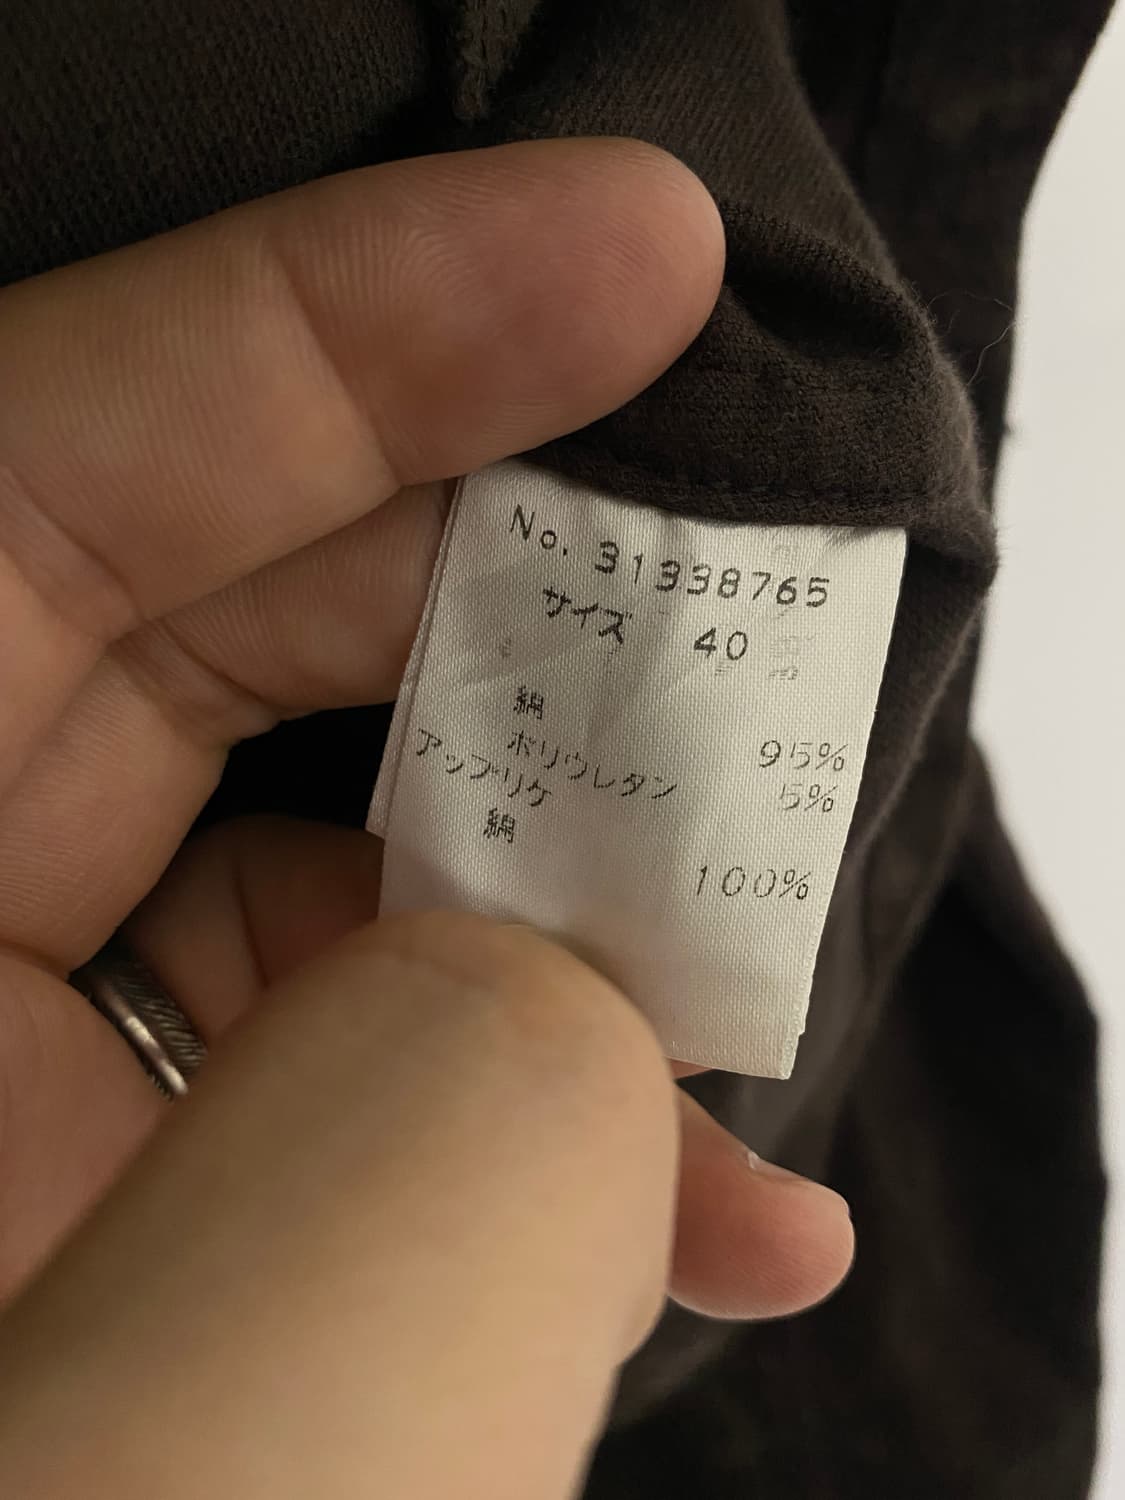 No. 31338765
サイズ 40
綿 95%
ポリウレタン 5%
アップリケ
綿 100%